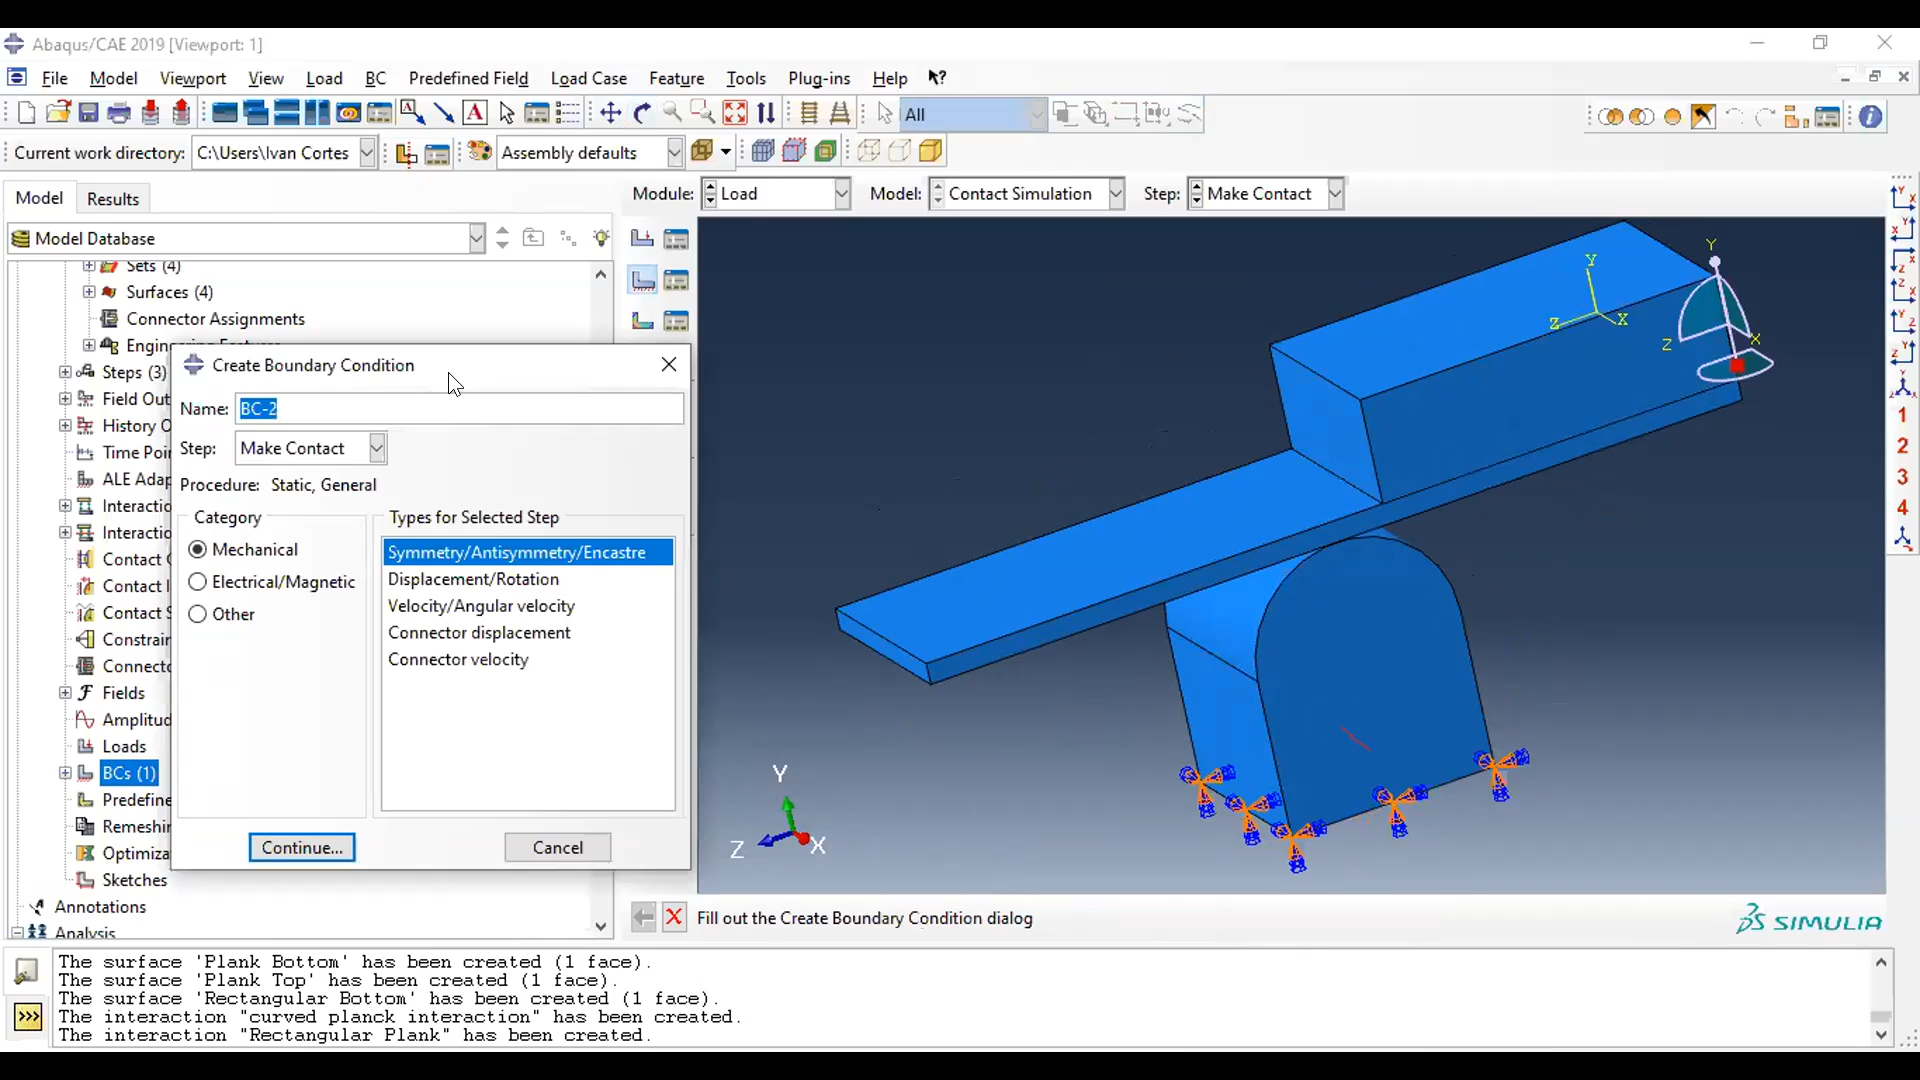 Abaqus/CAE 2019 [Viewport: 1]
File Model Viewport View Load BC Predefined Field Load Case Feature Tools Plug-ins Help
All
Current work directory: C:\Users\Ivan Cortes
Assembly defaults
Model Results
Module: Load Model: Contact Simulation Step: Make Contact
Model Database
Sets (4)
Surfaces (4)
Connector Assignments
Engineering Features
Steps (3)
Field Out
History O
Time Poi
ALE Adap
Interactio
Interactio
Contact C
Contact I
Contact S
Constrai
Connecto
Fields
Amplitud
Loads
BCs (1)
Predefine
Remeshi
Optimiza
Sketches
Annotations
Analysis
Create Boundary Condition
Name: BC-2
Step: Make Contact
Procedure: Static, General
Category
Mechanical
Electrical/Magnetic
Other
Types for Selected Step
Symmetry/Antisymmetry/Encastre
Displacement/Rotation
Velocity/Angular velocity
Connector displacement
Connector velocity
Continue...
Cancel
Y
Z
X
Y
Z
X
Y
Z
X
1
2
3
4
Fill out the Create Boundary Condition dialog
SIMULIA
The surface 'Plank Bottom' has been created (1 face).
The surface 'Plank Top' has been created (1 face).
The surface 'Rectangular Bottom' has been created (1 face).
The interaction "curved planck interaction" has been created.
The interaction "Rectangular Plank" has been created.